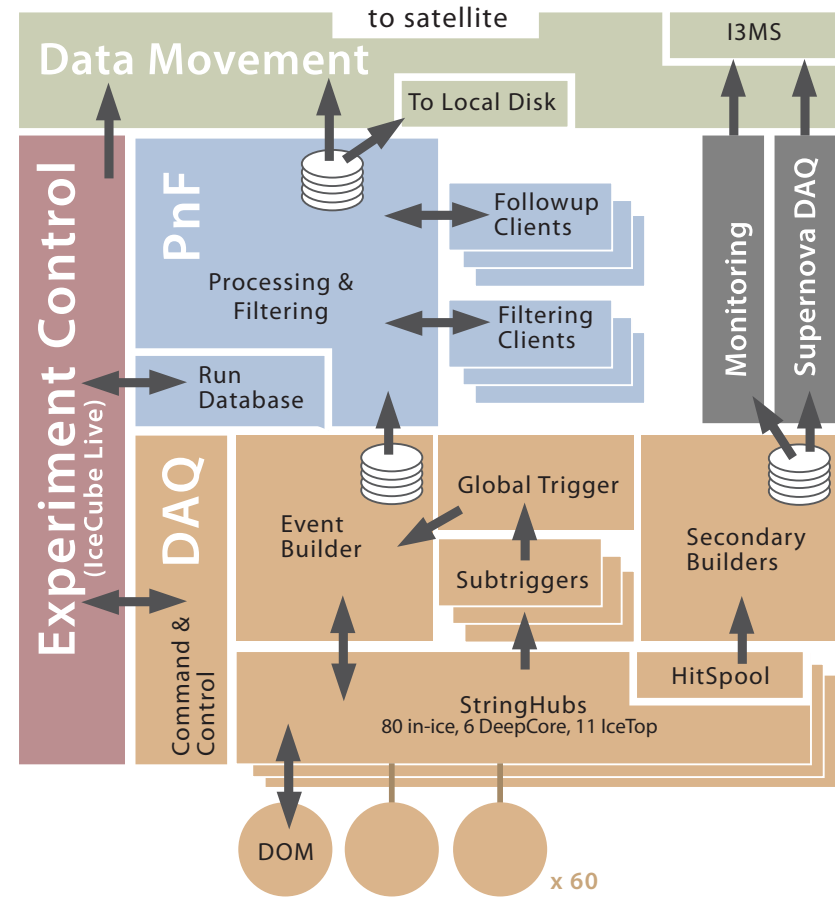 to satellite
Data Movement
I3MS
To Local Disk
Experiment Control
(IceCube Live)
PnF
Processing &
Filtering
Followup
Clients
Filtering
Clients
Monitoring
Supernova DAQ
Run
Database
DAQ
Command &
Control
Event
Builder
Global Trigger
Subtriggers
Secondary
Builders
HitSpool
StringHubs
80 in-ice, 6 DeepCore, 11 IceTop
DOM
x 60